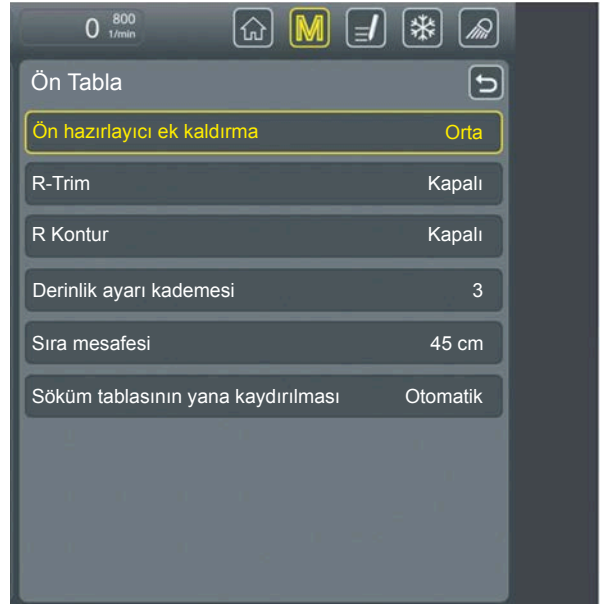 0 800 1/min
M
Ön Tabla
Ön hazırlayıcı ek kaldırma Orta
R-Trim Kapalı
R Kontur Kapalı
Derinlik ayarı kademesi 3
Sıra mesafesi 45 cm
Söküm tablasının yana kaydırılması Otomatik